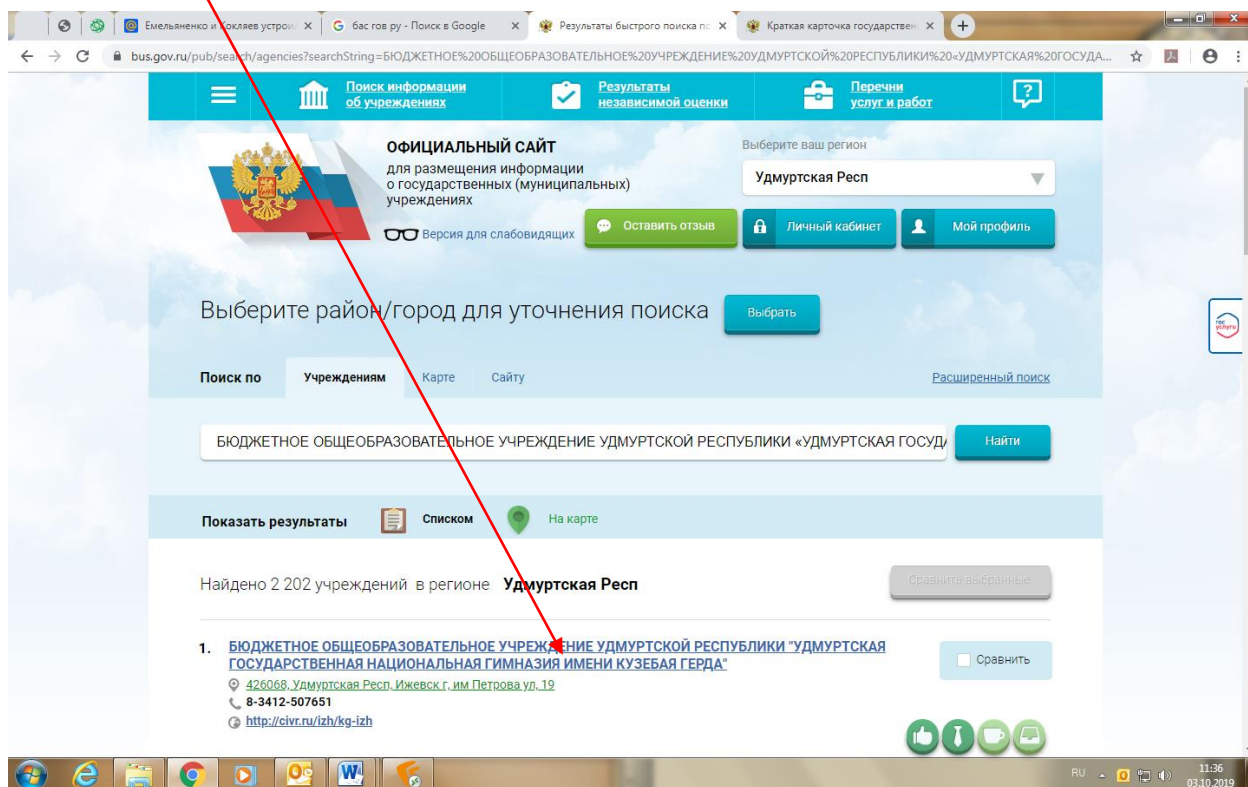 Емельяненко и Кокляев устрои
бас гов ру - Поиск в Google
Результаты быстрого поиска по
Краткая карточка государствен
bus.gov.ru/pub/search/agencies?searchString=БЮДЖЕТНОЕ%20ОБЩЕОБРАЗОВАТЕЛЬНОЕ%20УЧРЕЖДЕНИЕ%20УДМУРТСКОЙ%20РЕСПУБЛИКИ%20«УДМУРТСКАЯ%20ГОСУДА...
Поиск информации
об учреждениях
Результаты
независимой оценки
Перечни
услуг и работ
ОФИЦИАЛЬНЫЙ САЙТ
для размещения информации
о государственных (муниципальных)
учреждениях
Версия для слабовидящих
Выберите ваш регион
Удмуртская Респ
Оставить отзыв
Личный кабинет
Мой профиль
Выберите район/город для уточнения поиска
Выбрать
гос
услуги
Поиск по
Учреждениям
Карте
Сайту
Расширенный поиск
БЮДЖЕТНОЕ ОБЩЕОБРАЗОВАТЕЛЬНОЕ УЧРЕЖДЕНИЕ УДМУРТСКОЙ РЕСПУБЛИКИ «УДМУРТСКАЯ ГОСУД
Найти
Показать результаты
Списком
На карте
Найдено 2 202 учреждений в регионе Удмуртская Респ
Сравнить выбранные
1. БЮДЖЕТНОЕ ОБЩЕОБРАЗОВАТЕЛЬНОЕ УЧРЕЖДЕНИЕ УДМУРТСКОЙ РЕСПУБЛИКИ "УДМУРТСКАЯ
ГОСУДАРСТВЕННАЯ НАЦИОНАЛЬНАЯ ГИМНАЗИЯ ИМЕНИ КУЗЕБАЯ ГЕРДА"
Сравнить
426068, Удмуртская Респ, Ижевск г, им Петрова ул, 19
8-3412-507651
http://civr.ru/izh/kg-izh
RU
11:36
03.10.2019